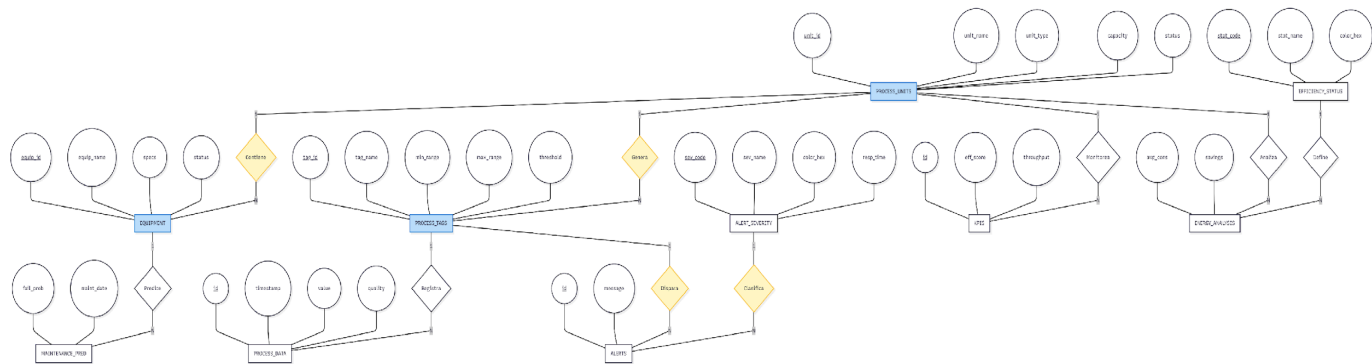 unit_id
unit_name
unit_type
capacity
status
stat_code
stat_name
color_hex
PROCESS_UNITS
EFFICIENCY_STATUS
equip_id
equip_name
specs
status
Contiene
tag_id
tag_name
min_range
max_range
threshold
Genera
sev_code
sev_name
color_hex
resp_time
id
eff_score
throughput
Monitorea
savings
Analiza
Define
EQUIPMENT
PROCESS_TAGS
ALERT_SEVERITY
KPIS
ENERGY_ANALYSIS
fail_prob
maint_date
Predice
id
timestamp
value
quality
Registra
id
message
Dispara
Clasifica
MAINTENANCE_PRED
PROCESS_DATA
ALERTS